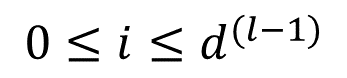 0 ≤ i ≤ d^{(l−1)}